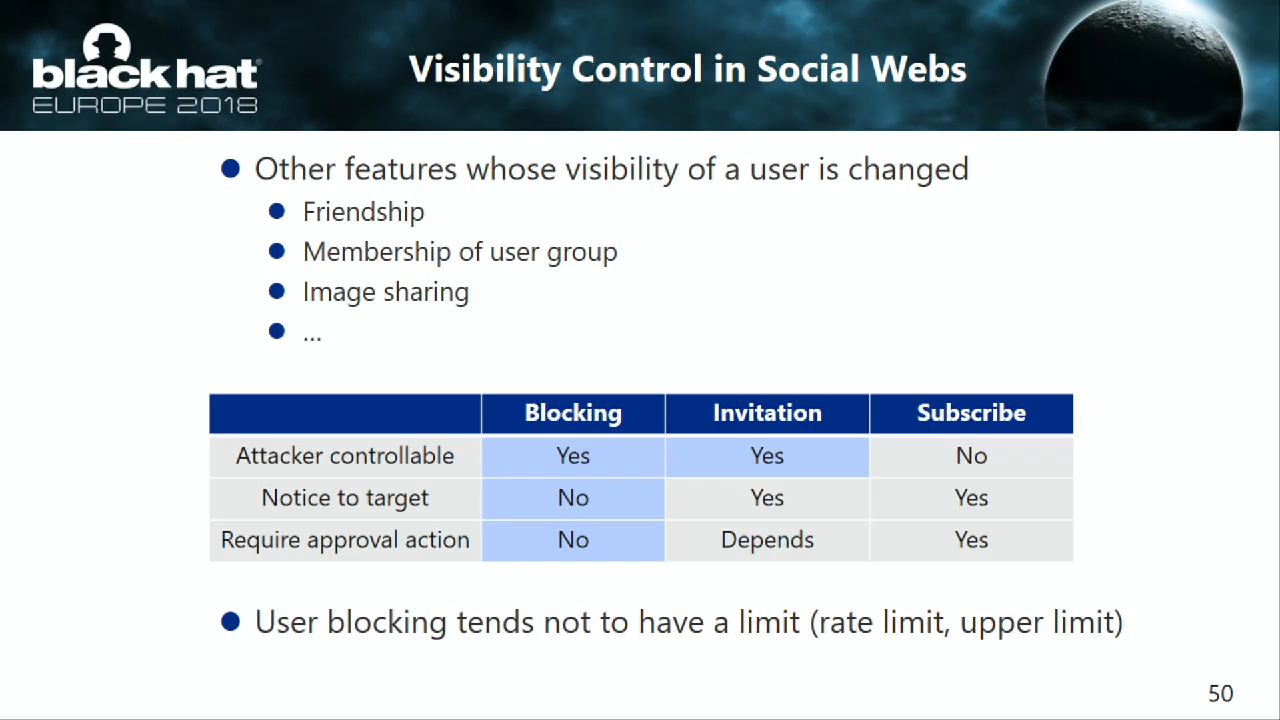 black hat
EUROPE 2018
Visibility Control in Social Webs
Other features whose visibility of a user is changed
Friendship
Membership of user group
Image sharing
...
Blocking Invitation Subscribe
Attacker controllable Yes Yes No
Notice to target No Yes Yes
Require approval action No Depends Yes
User blocking tends not to have a limit (rate limit, upper limit)
50